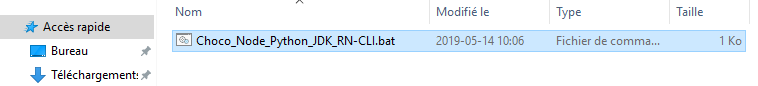 Nom Modifié le Type Taille
Accès rapide
Choco_Node_Python_JDK_RN-CLI.bat 2019-05-14 10:06 Fichier de comma... 1 Ko
Bureau
Téléchargements